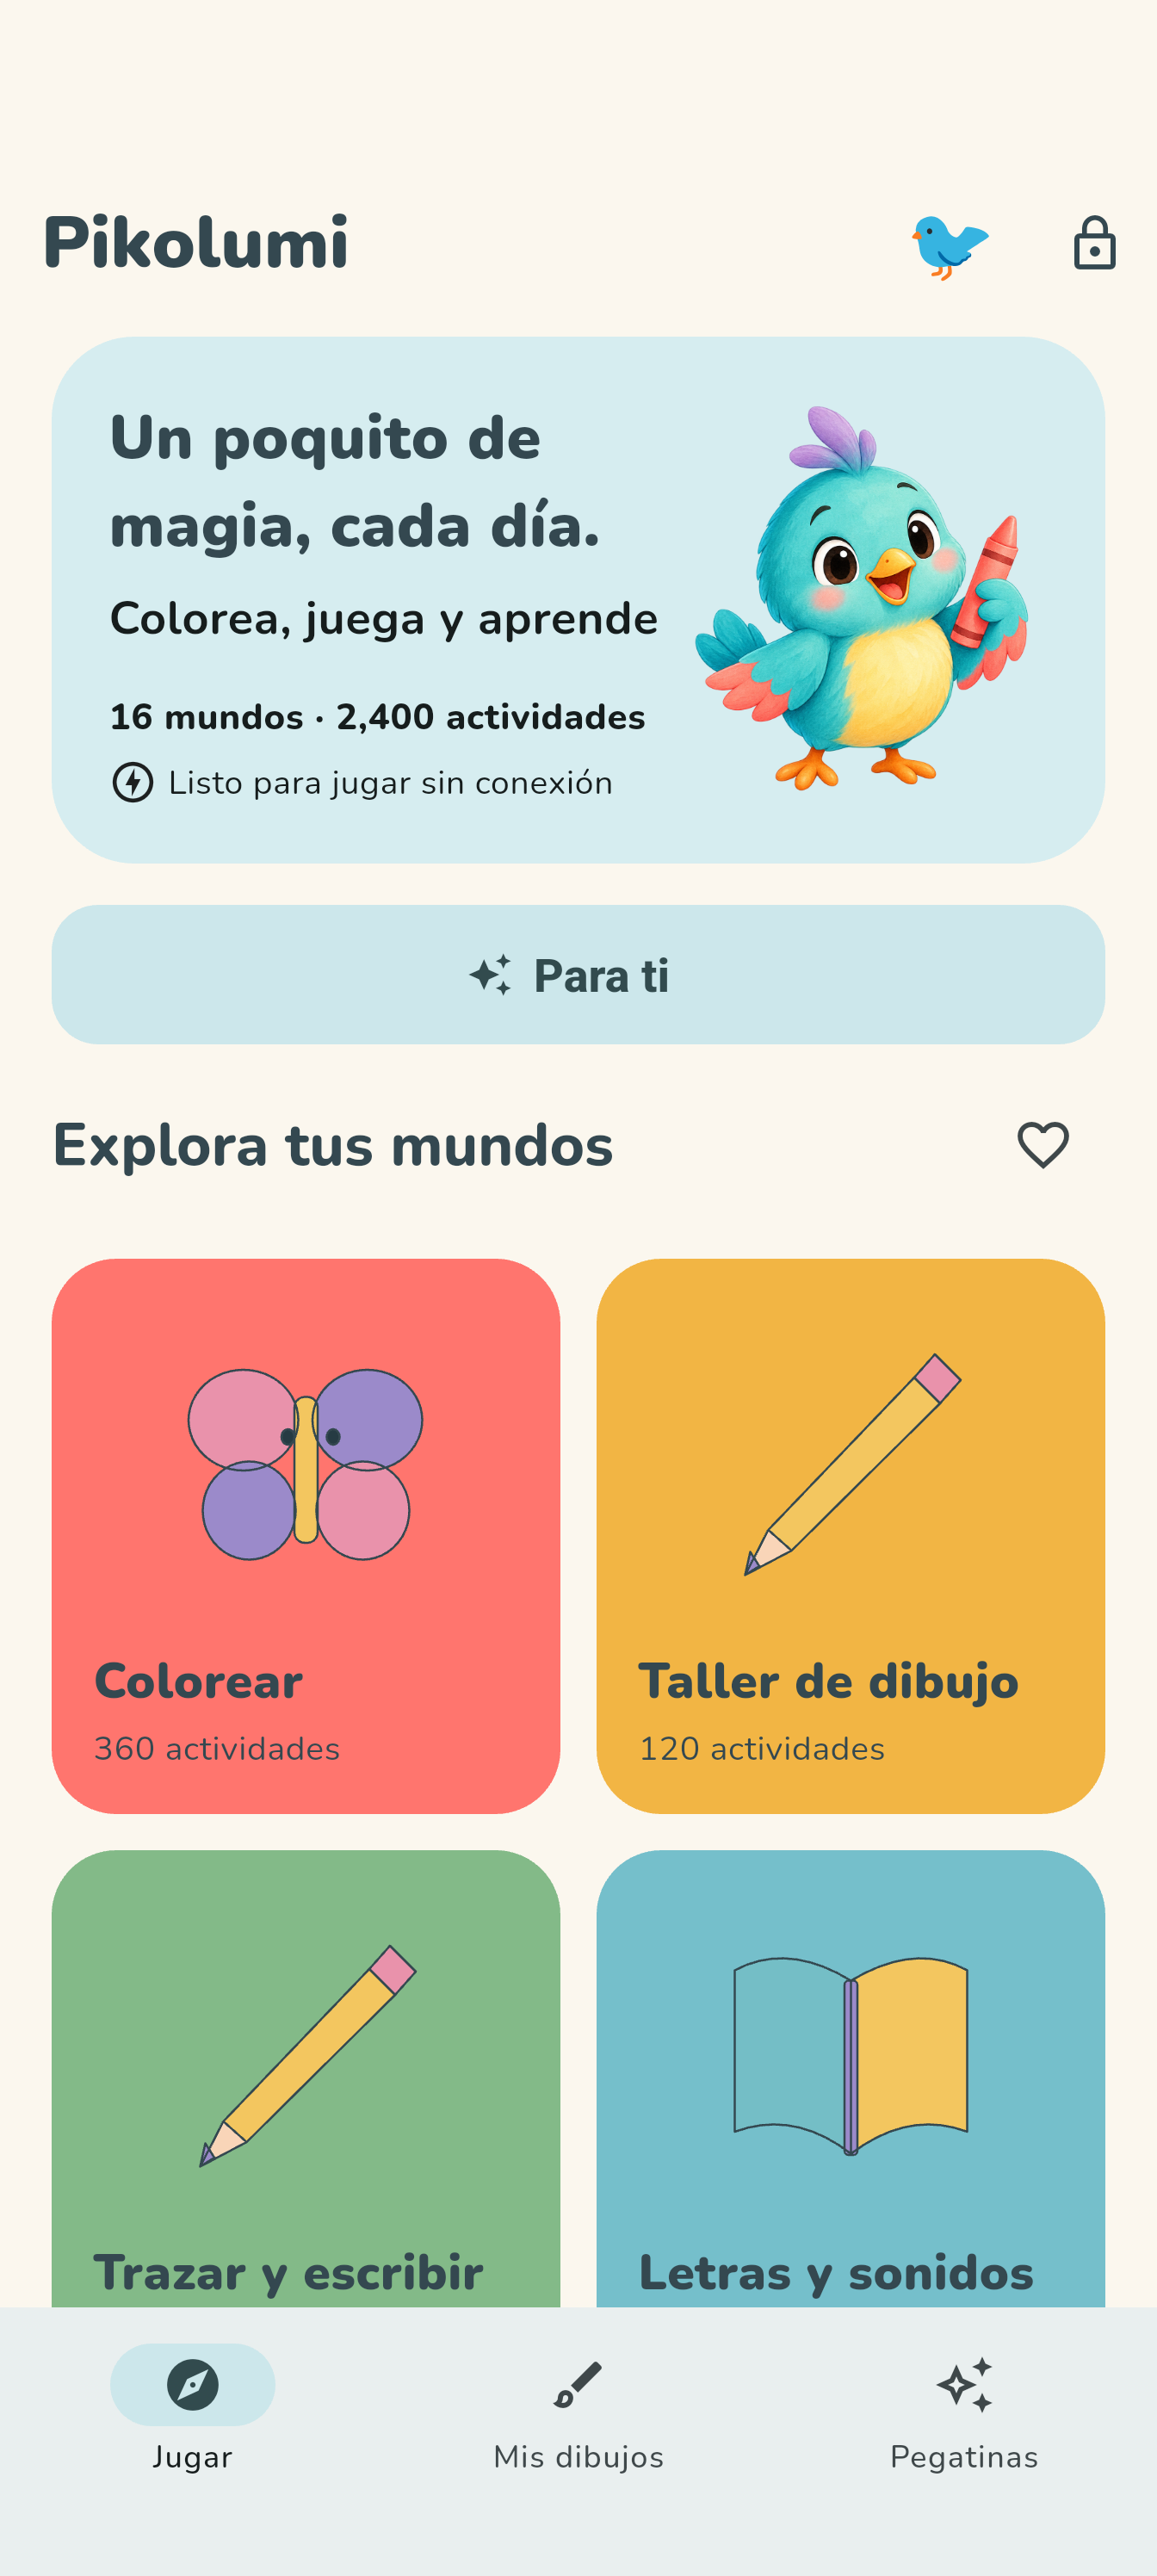 Pikolumi
Un poquito de
magia, cada día.
Colorea, juega y aprende
16 mundos · 2,400 actividades
Listo para jugar sin conexión
Para ti
Explora tus mundos
Colorear
360 actividades
Taller de dibujo
120 actividades
Trazar y escribir
Letras y sonidos
Jugar
Mis dibujos
Pegatinas